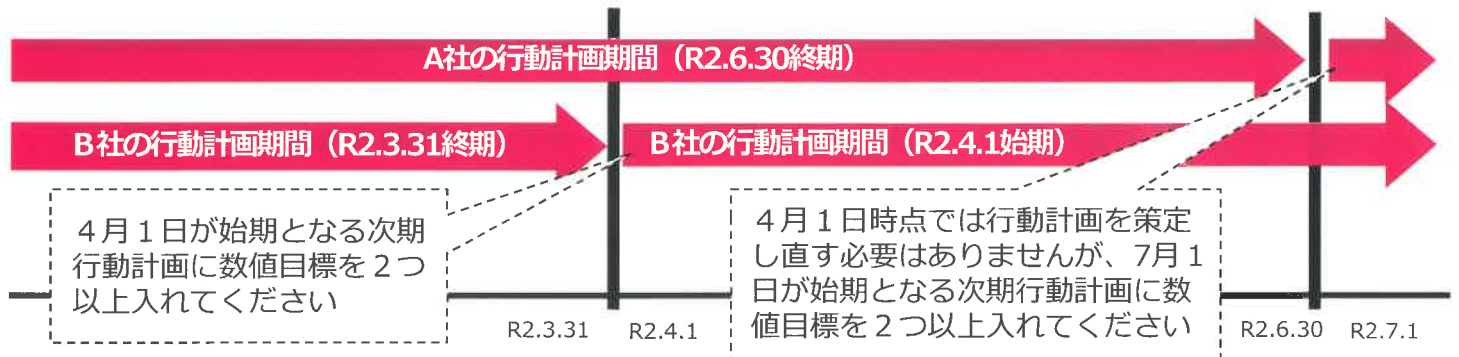 A社の行動計画期間（R2.6.30終期）
B社の行動計画期間（R2.3.31終期）
B社の行動計画期間（R2.4.1始期）
４月１日が始期となる次期
行動計画に数値目標を２つ
以上入れてください
４月１日時点では行動計画を策定
し直す必要はありませんが、7月１
日が始期となる次期行動計画に数
値目標を２つ以上入れてください
R2.3.31
R2.4.1
R2.6.30
R2.7.1